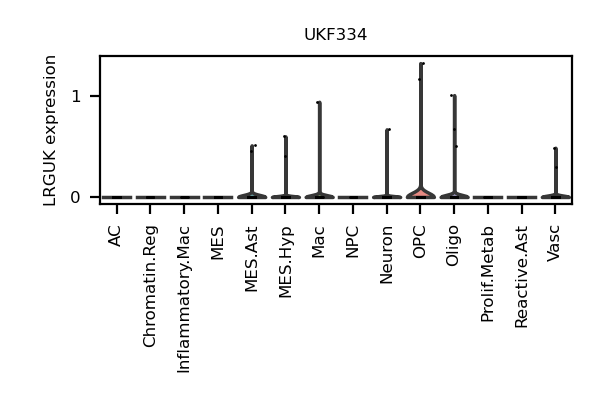 UKF334
LRGUK expression
1
0
AC
Chromatin.Reg
Inflammatory.Mac
MES
MES.Ast
MES.Hyp
Mac
NPC
Neuron
OPC
Oligo
Prolif.Metab
Reactive.Ast
Vasc